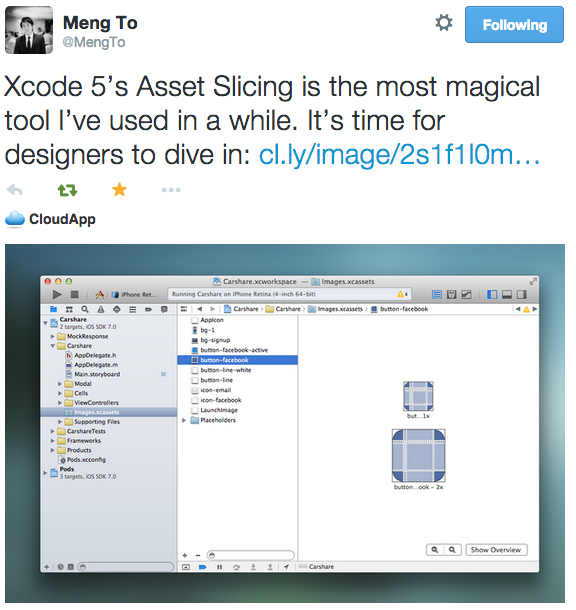 Meng To
@MengTo
Following
Xcode 5’s Asset Slicing is the most magical
tool I’ve used in a while. It’s time for
designers to dive in: cl.ly/image/2s1f1l0m…
CloudApp
Carshare.xcworkspace — Images.xcassets
iPhone Ret...
Running Carshare on iPhone Retina (4-inch 64-bit)
4
Carshare
2 targets, iOS SDK 7.0
MockResponse
Carshare
AppDelegate.h
AppDelegate.m
Main.storyboard M
Modal
Cells
ViewControllers
Images.xcassets
Supporting Files
CarshareTests
Frameworks
Products
Pods.xcconfig
Pods
3 targets, iOS SDK 7.0
Carshare Carshare Images.xcassets button-facebook
AppIcon
bg-1
bg-signup
button-facebook-active
button-facebook
button-line-white
button-line
icon-email
icon-facebook
LaunchImage
Placeholders
but...1x
button...ook - 2x
Show Overview
Carshare